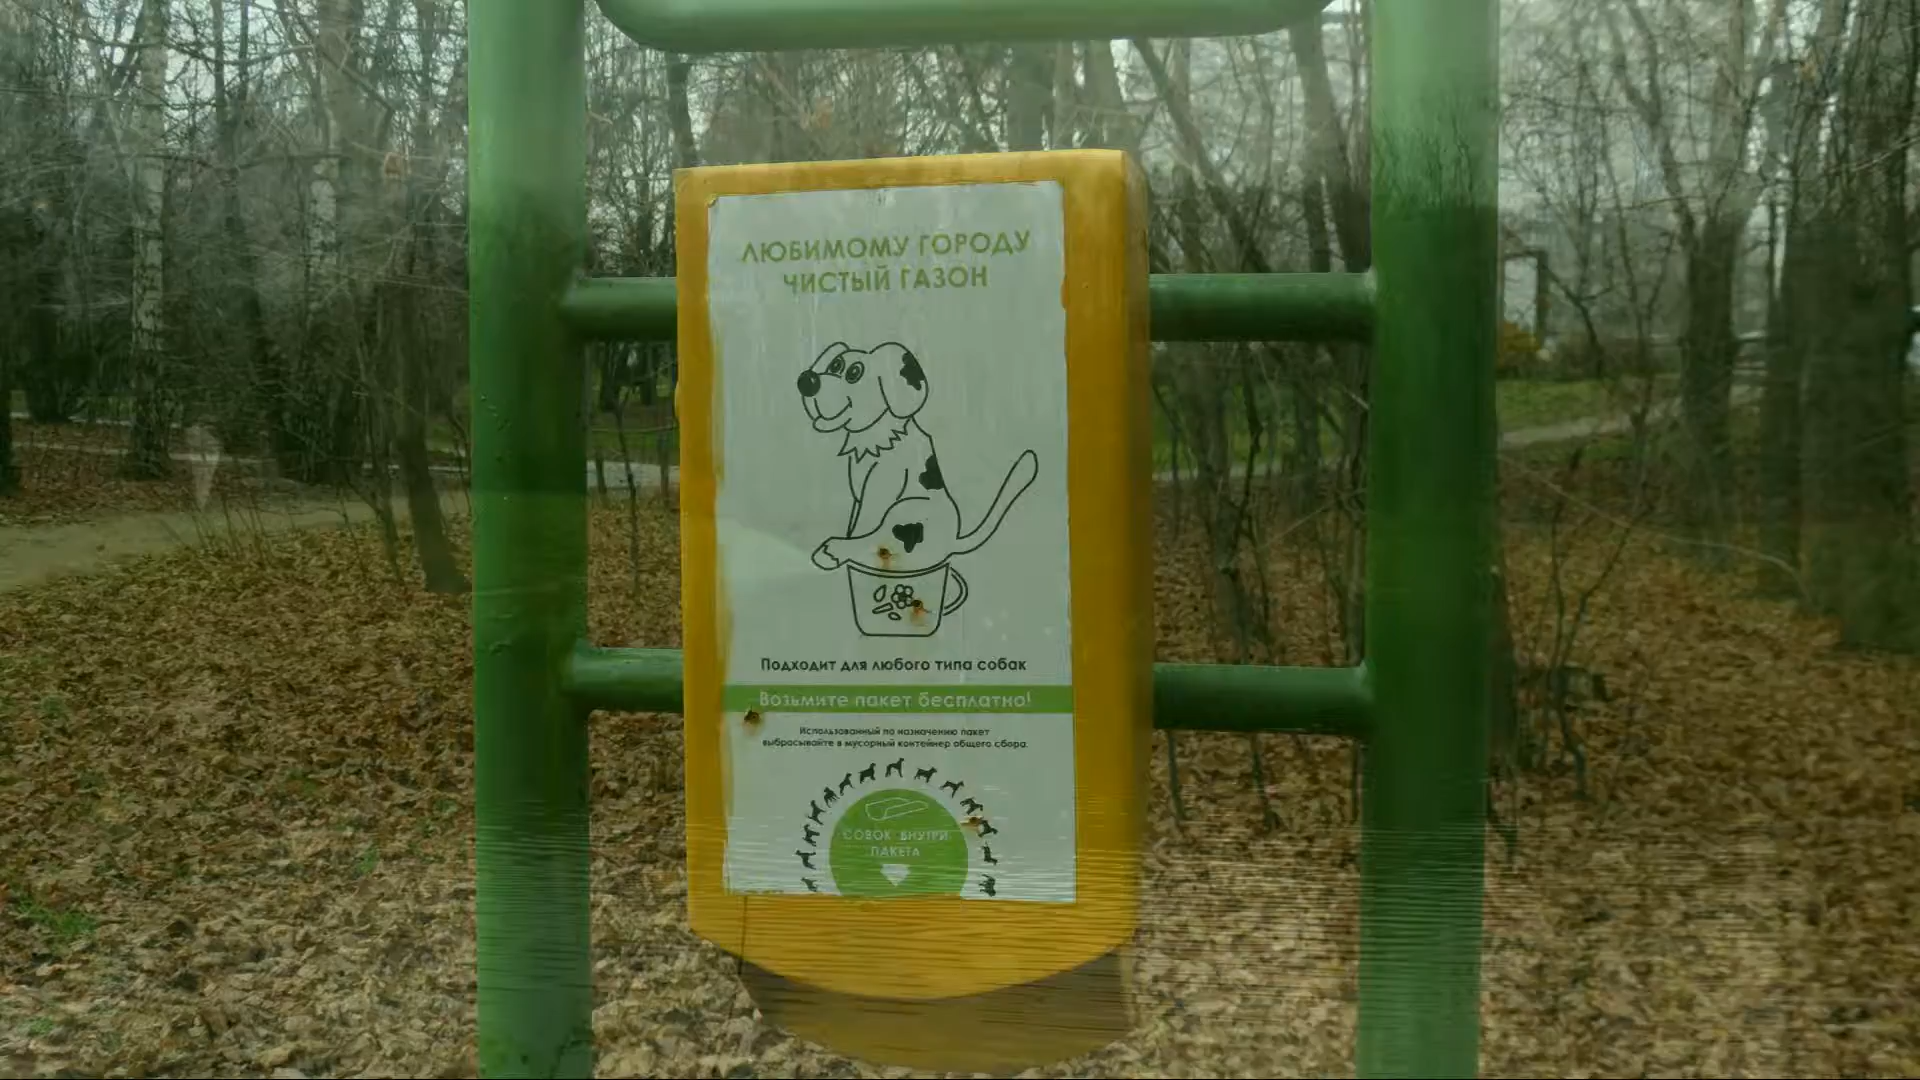 ЛЮБИМОМУ ГОРОДУ
ЧИСТЫЙ ГАЗОН
Подходит для любого типа собак
Возьмите пакет бесплатно!
Использованный по назначению пакет
выбрасывайте в мусорный контейнер общего сбора.
СОВОК ВНУТРИ
ПАКЕТА